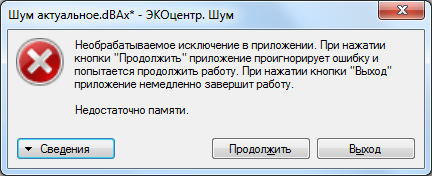 Шум актуальное.dBAx* - ЭКОцентр. Шум
Необрабатываемое исключение в приложении. При нажатии
кнопки "Продолжить" приложение проигнорирует ошибку и
попытается продолжить работу. При нажатии кнопки "Выход"
приложение немедленно завершит работу.
Недостаточно памяти.
Сведения Продолжить Выход